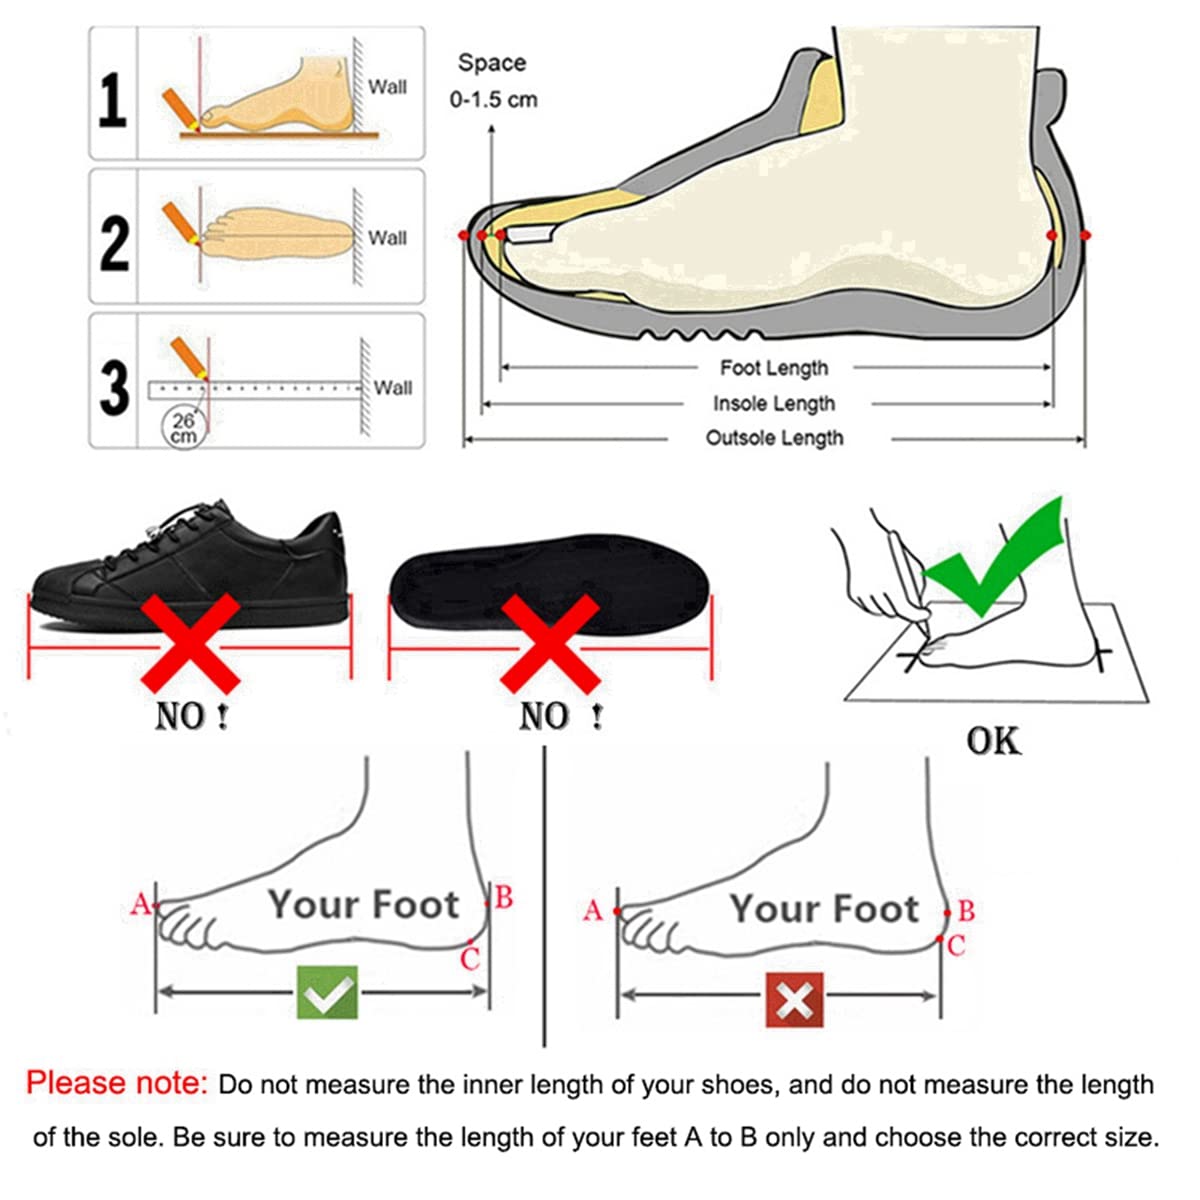 1
Wall
2
Wall
3
Wall
26
cm
Space
0-1.5 cm
Foot Length
Insole Length
Outsole Length
NO !
NO !
OK
A
Your Foot
B
C
A
Your Foot
B
C
Please note: Do not measure the inner length of your shoes, and do not measure the length
of the sole. Be sure to measure the length of your feet A to B only and choose the correct size.